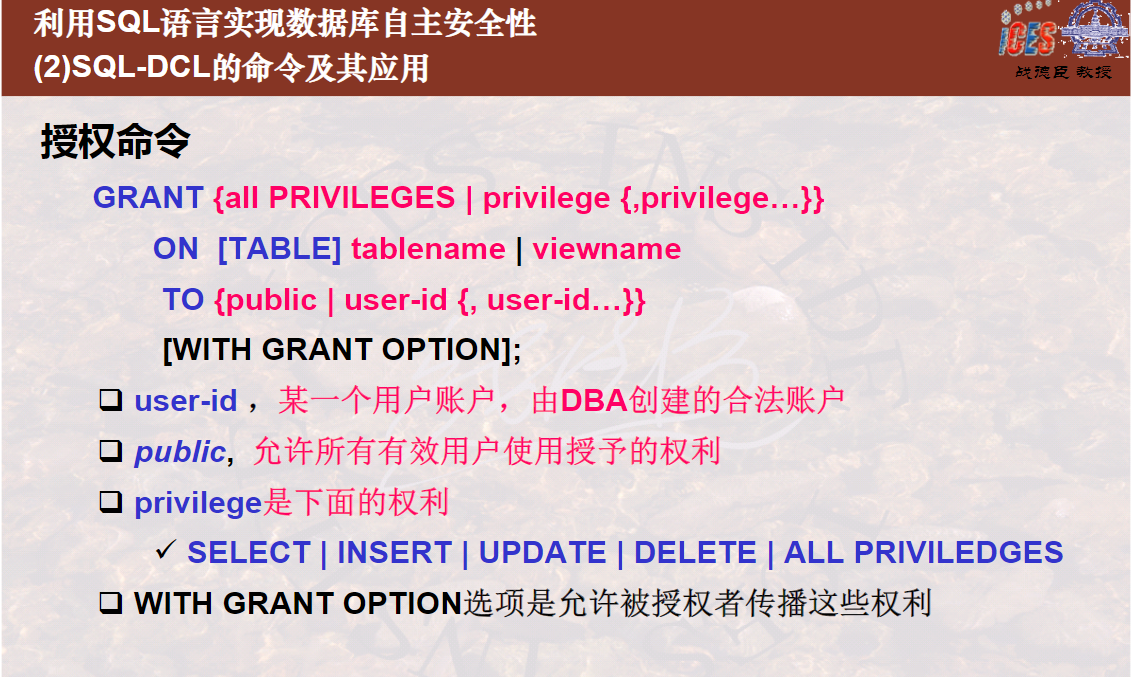 利用SQL语言实现数据库自主安全性
(2)SQL-DCL的命令及其应用
iCES
战德臣 教授
授权命令
GRANT {all PRIVILEGES | privilege {,privilege…}}
ON [TABLE] tablename | viewname
TO {public | user-id {, user-id…}}
[WITH GRANT OPTION];
❑ user-id ，某一个用户账户，由DBA创建的合法账户
❑ public, 允许所有有效用户使用授予的权利
❑ privilege是下面的权利
✓ SELECT | INSERT | UPDATE | DELETE | ALL PRIVILEDGES
❑ WITH GRANT OPTION选项是允许被授权者传播这些权利